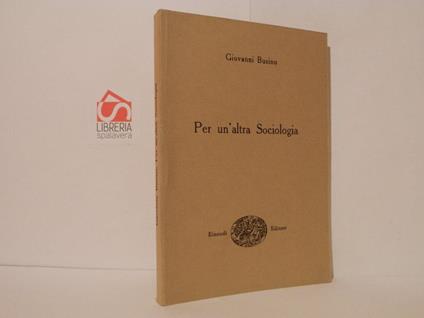 Giovanni Busino
Per un'altra Sociologia
Einaudi Editore
LIBRERIA
spalavera